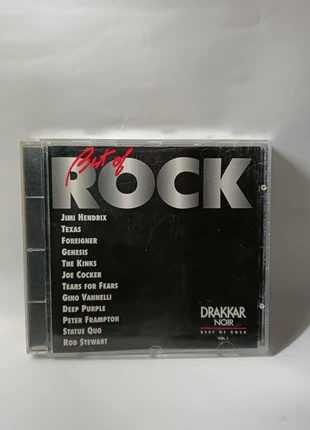 Best of
ROCK
JIMI HENDRIX
TEXAS
FOREIGNER
GENESIS
THE KINKS
JOE COCKER
TEARS FOR FEARS
GINO VANNELLI
DEEP PURPLE
PETER FRAMPTON
STATUS QUO
ROD STEWART
DRAKKAR
NOIR
BEST OF ROCK
VOL. 1